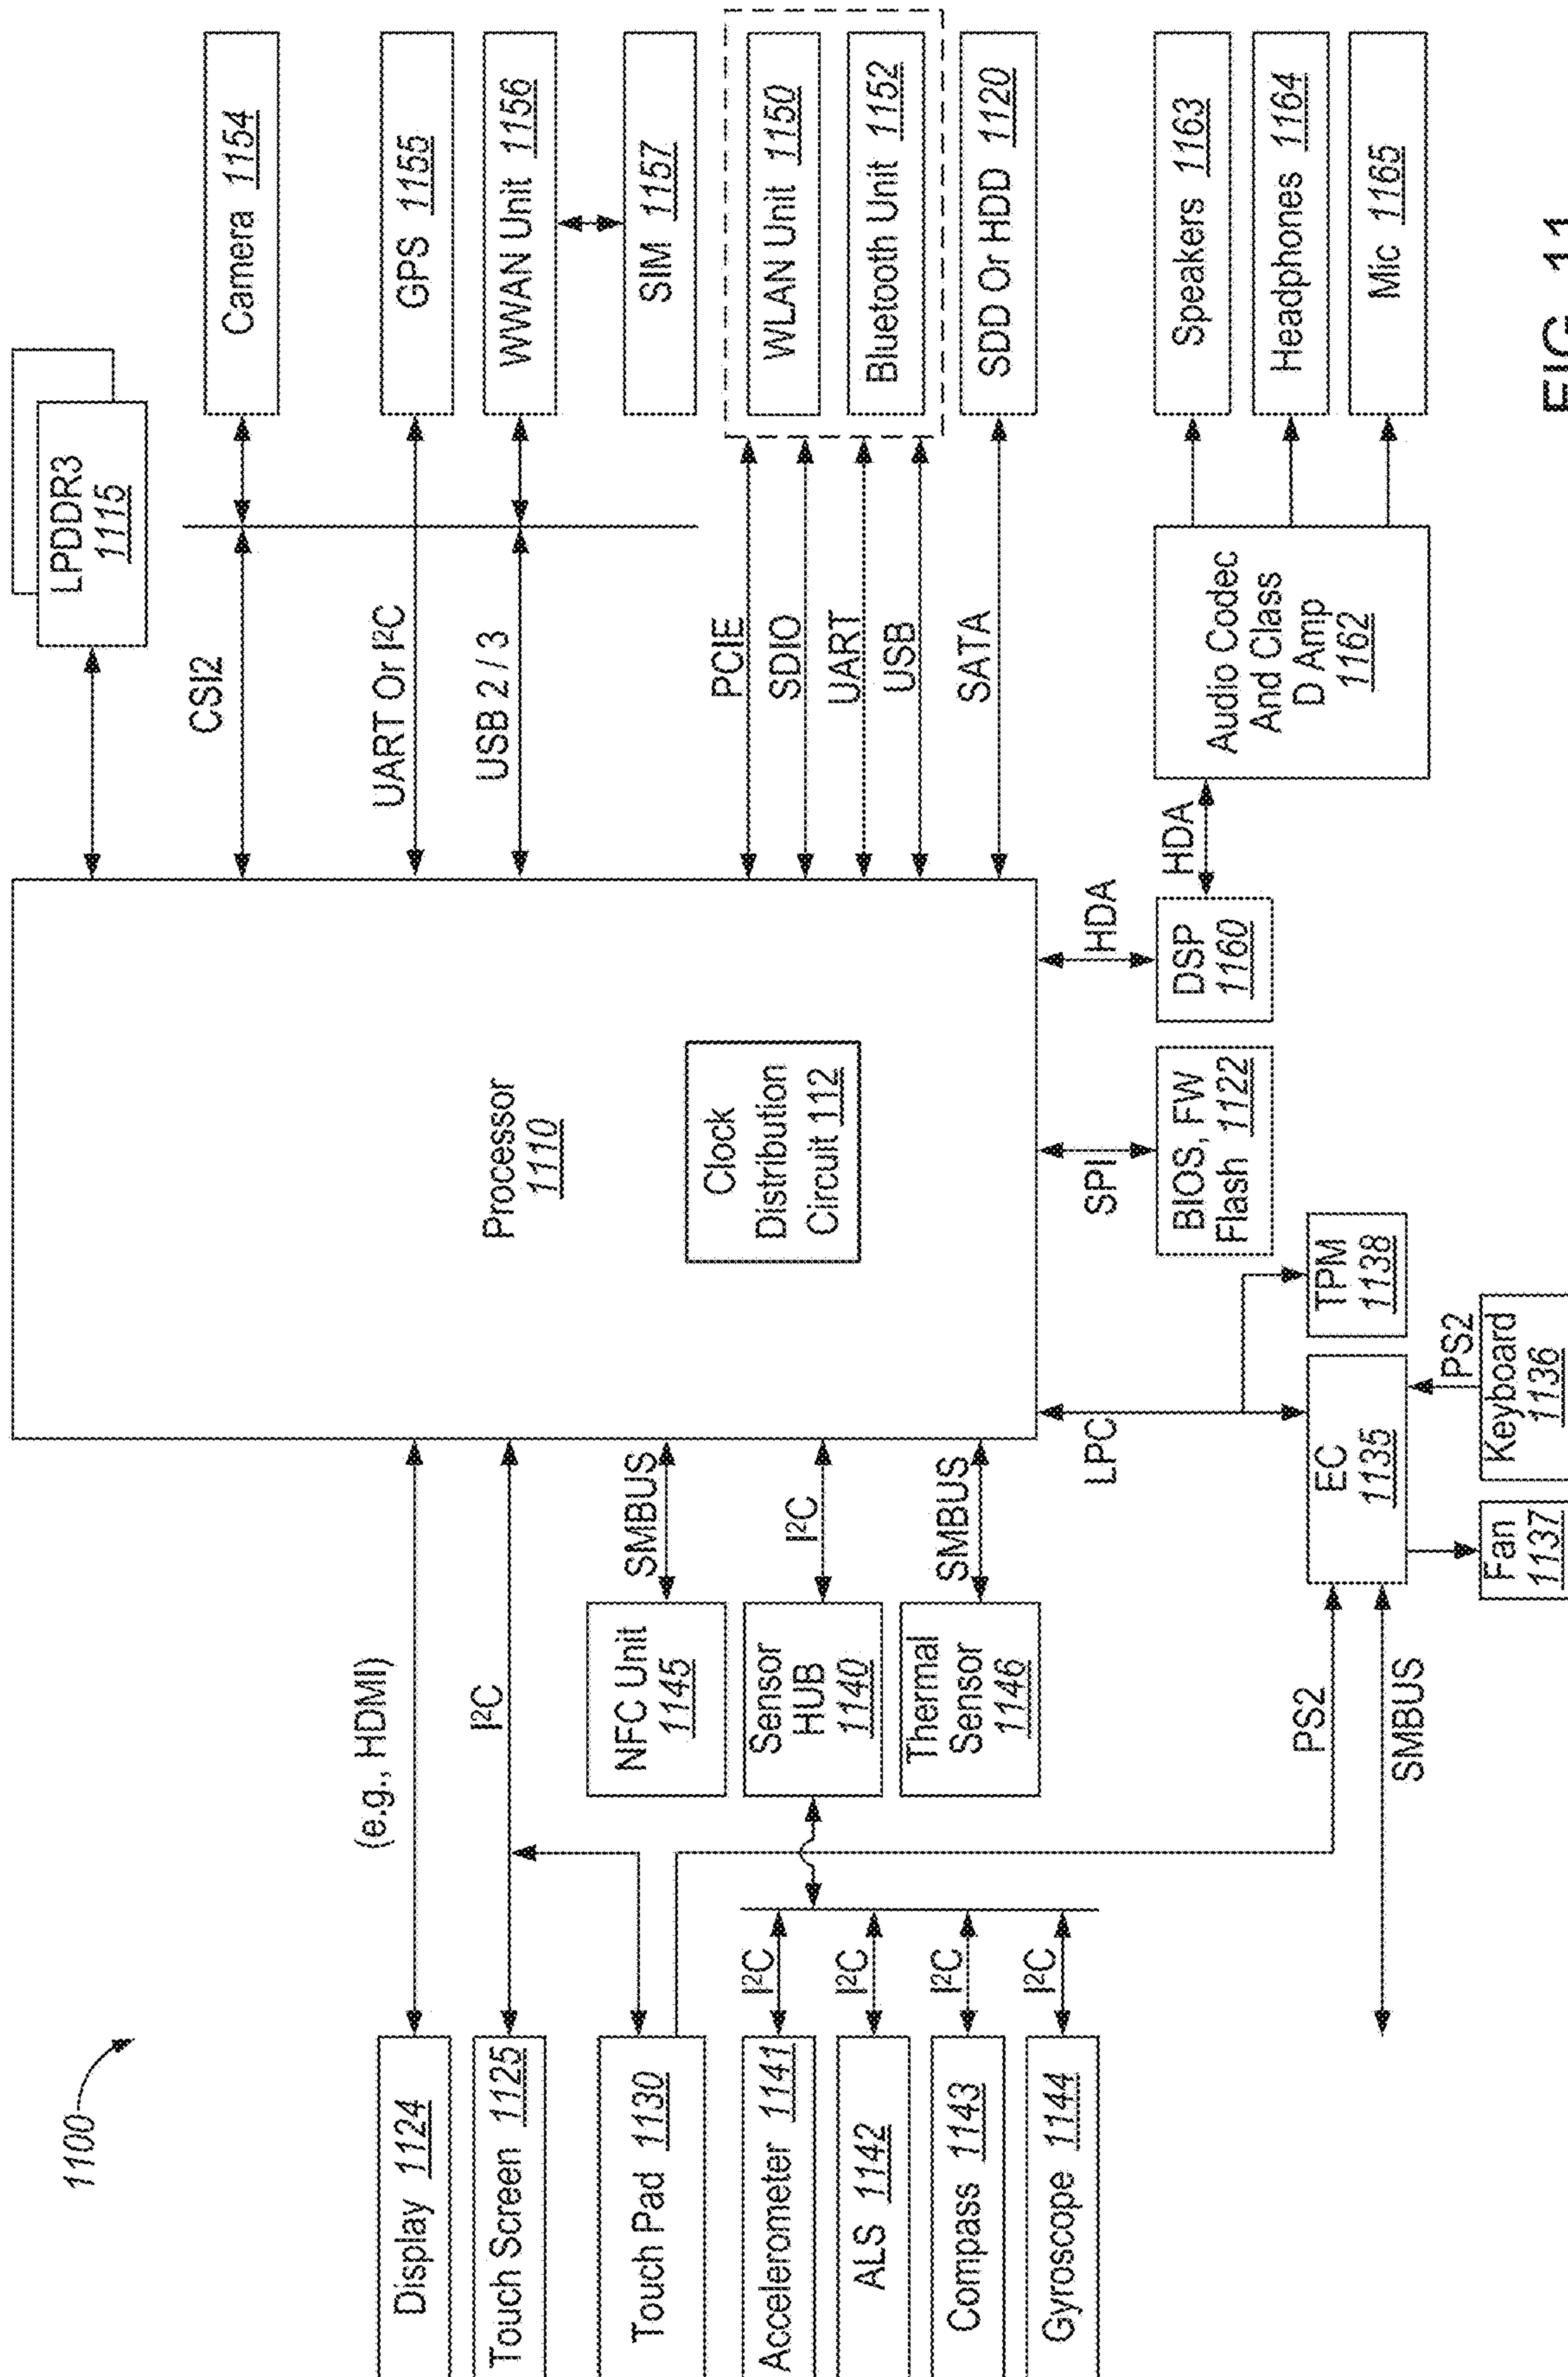 1100
LPDDR3
1115
Camera 1154
GPS 1155
WWAN Unit 1156
SIM 1157
WLAN Unit 1150
Bluetooth Unit 1152
SDD Or HDD 1120
Speakers 1163
Headphones 1164
Mic 1165
CSI2
UART Or I²C
USB 2 / 3
PCIE
SDIO
UART
USB
SATA
Audio Codec
And Class
D Amp
1162
HDA
HDA
DSP
1160
Processor
1110
Clock
Distribution
Circuit 112
SPI
BIOS, FW
Flash 1122
TPM
1138
LPC
EC
1135
PS2
Keyboard
1136
Fan
1137
PS2
SMBUS
(e.g., HDMI)
I²C
SMBUS
NFC Unit
1145
I²C
Sensor
HUB
1140
SMBUS
Thermal
Sensor
1146
Display 1124
Touch Screen 1125
Touch Pad 1130
Accelerometer 1141
ALS 1142
Compass 1143
Gyroscope 1144
I²C
I²C
I²C
I²C
FIG. 11